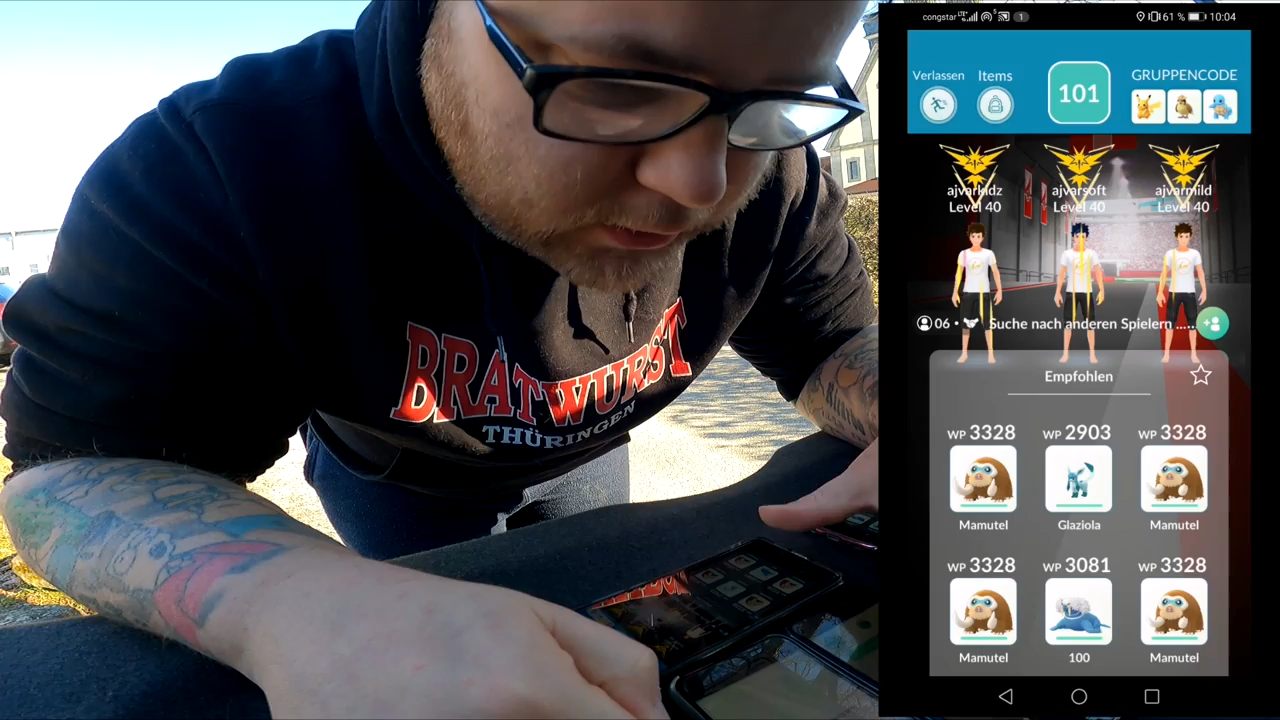 BRATWURST
THÜRINGEN
congstar
1
61 %
10:04
Verlassen
Items
101
GRUPPENCODE
ajvarkidz
Level 40
ajvarsoft
Level 40
ajvarmild
Level 40
06 • Suche nach anderen Spielern ......
Empfohlen
WP 3328
WP 2903
WP 3328
Mamutel
Glaziola
Mamutel
WP 3328
WP 3081
WP 3328
Mamutel
100
Mamutel